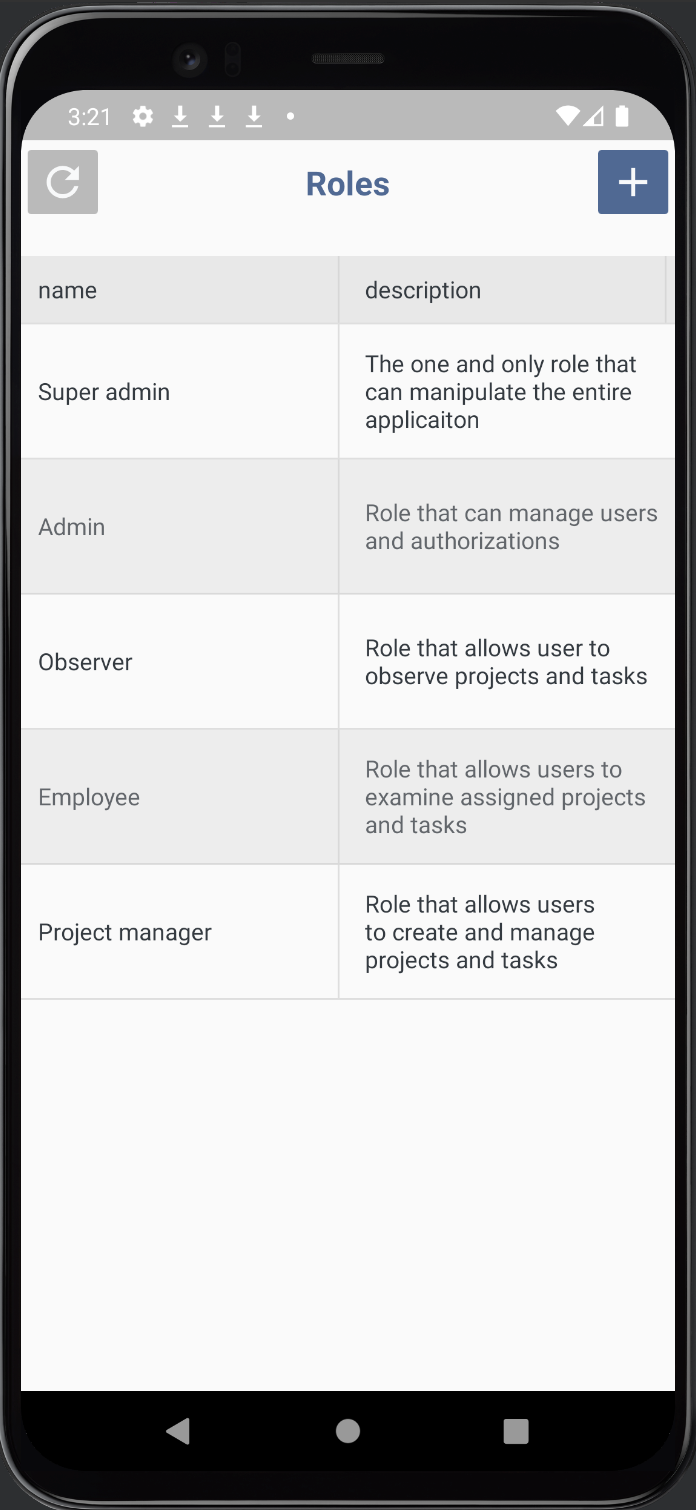 3:21
Roles
name
description
Super admin
The one and only role that
can manipulate the entire
applicaiton
Admin
Role that can manage users
and authorizations
Observer
Role that allows user to
observe projects and tasks
Employee
Role that allows users to
examine assigned projects
and tasks
Project manager
Role that allows users
to create and manage
projects and tasks